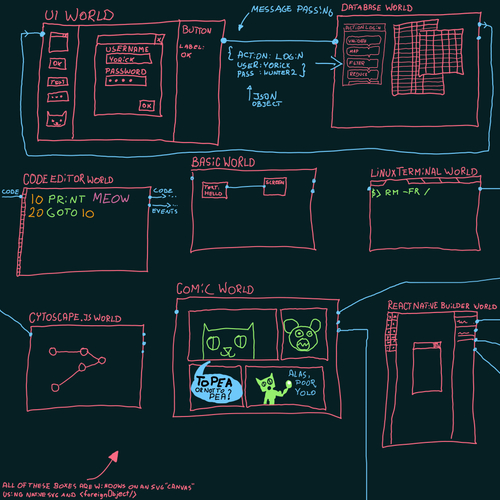 UI WORLD
MESSAGE PASSING
DATABASE WORLD
BUTTON
LABEL:
OK
OK
TEXT
USERNAME
YORICK
PASSWORD
OK
{ACTION: LOGIN
USER:YORICK
PASS:HUNTER2}
JSON
OBJECT
ACTION:LOGIN
MAP
FILTER
REDUCE
CODE EDITOR WORLD
BASIC WORLD
LINUX TERMINAL WORLD
CODE
10 PRINT MEOW
20 GOTO 10
CODE
EVENTS
TEXT:
HELLO
SCREEN
$> RM -FR /
CYTOSCAPE.JS WORLD
COMIC WORLD
REACT NATIVE BUILDER WORLD
TO PEA
OR NOT TO
PEA?
ALAS,
POOR
YOLO
ALL OF THESE BOXES ARE WINDOWS ON AN SVG "CANVAS"
USING NATIVE SVG AND <foreignObject/>